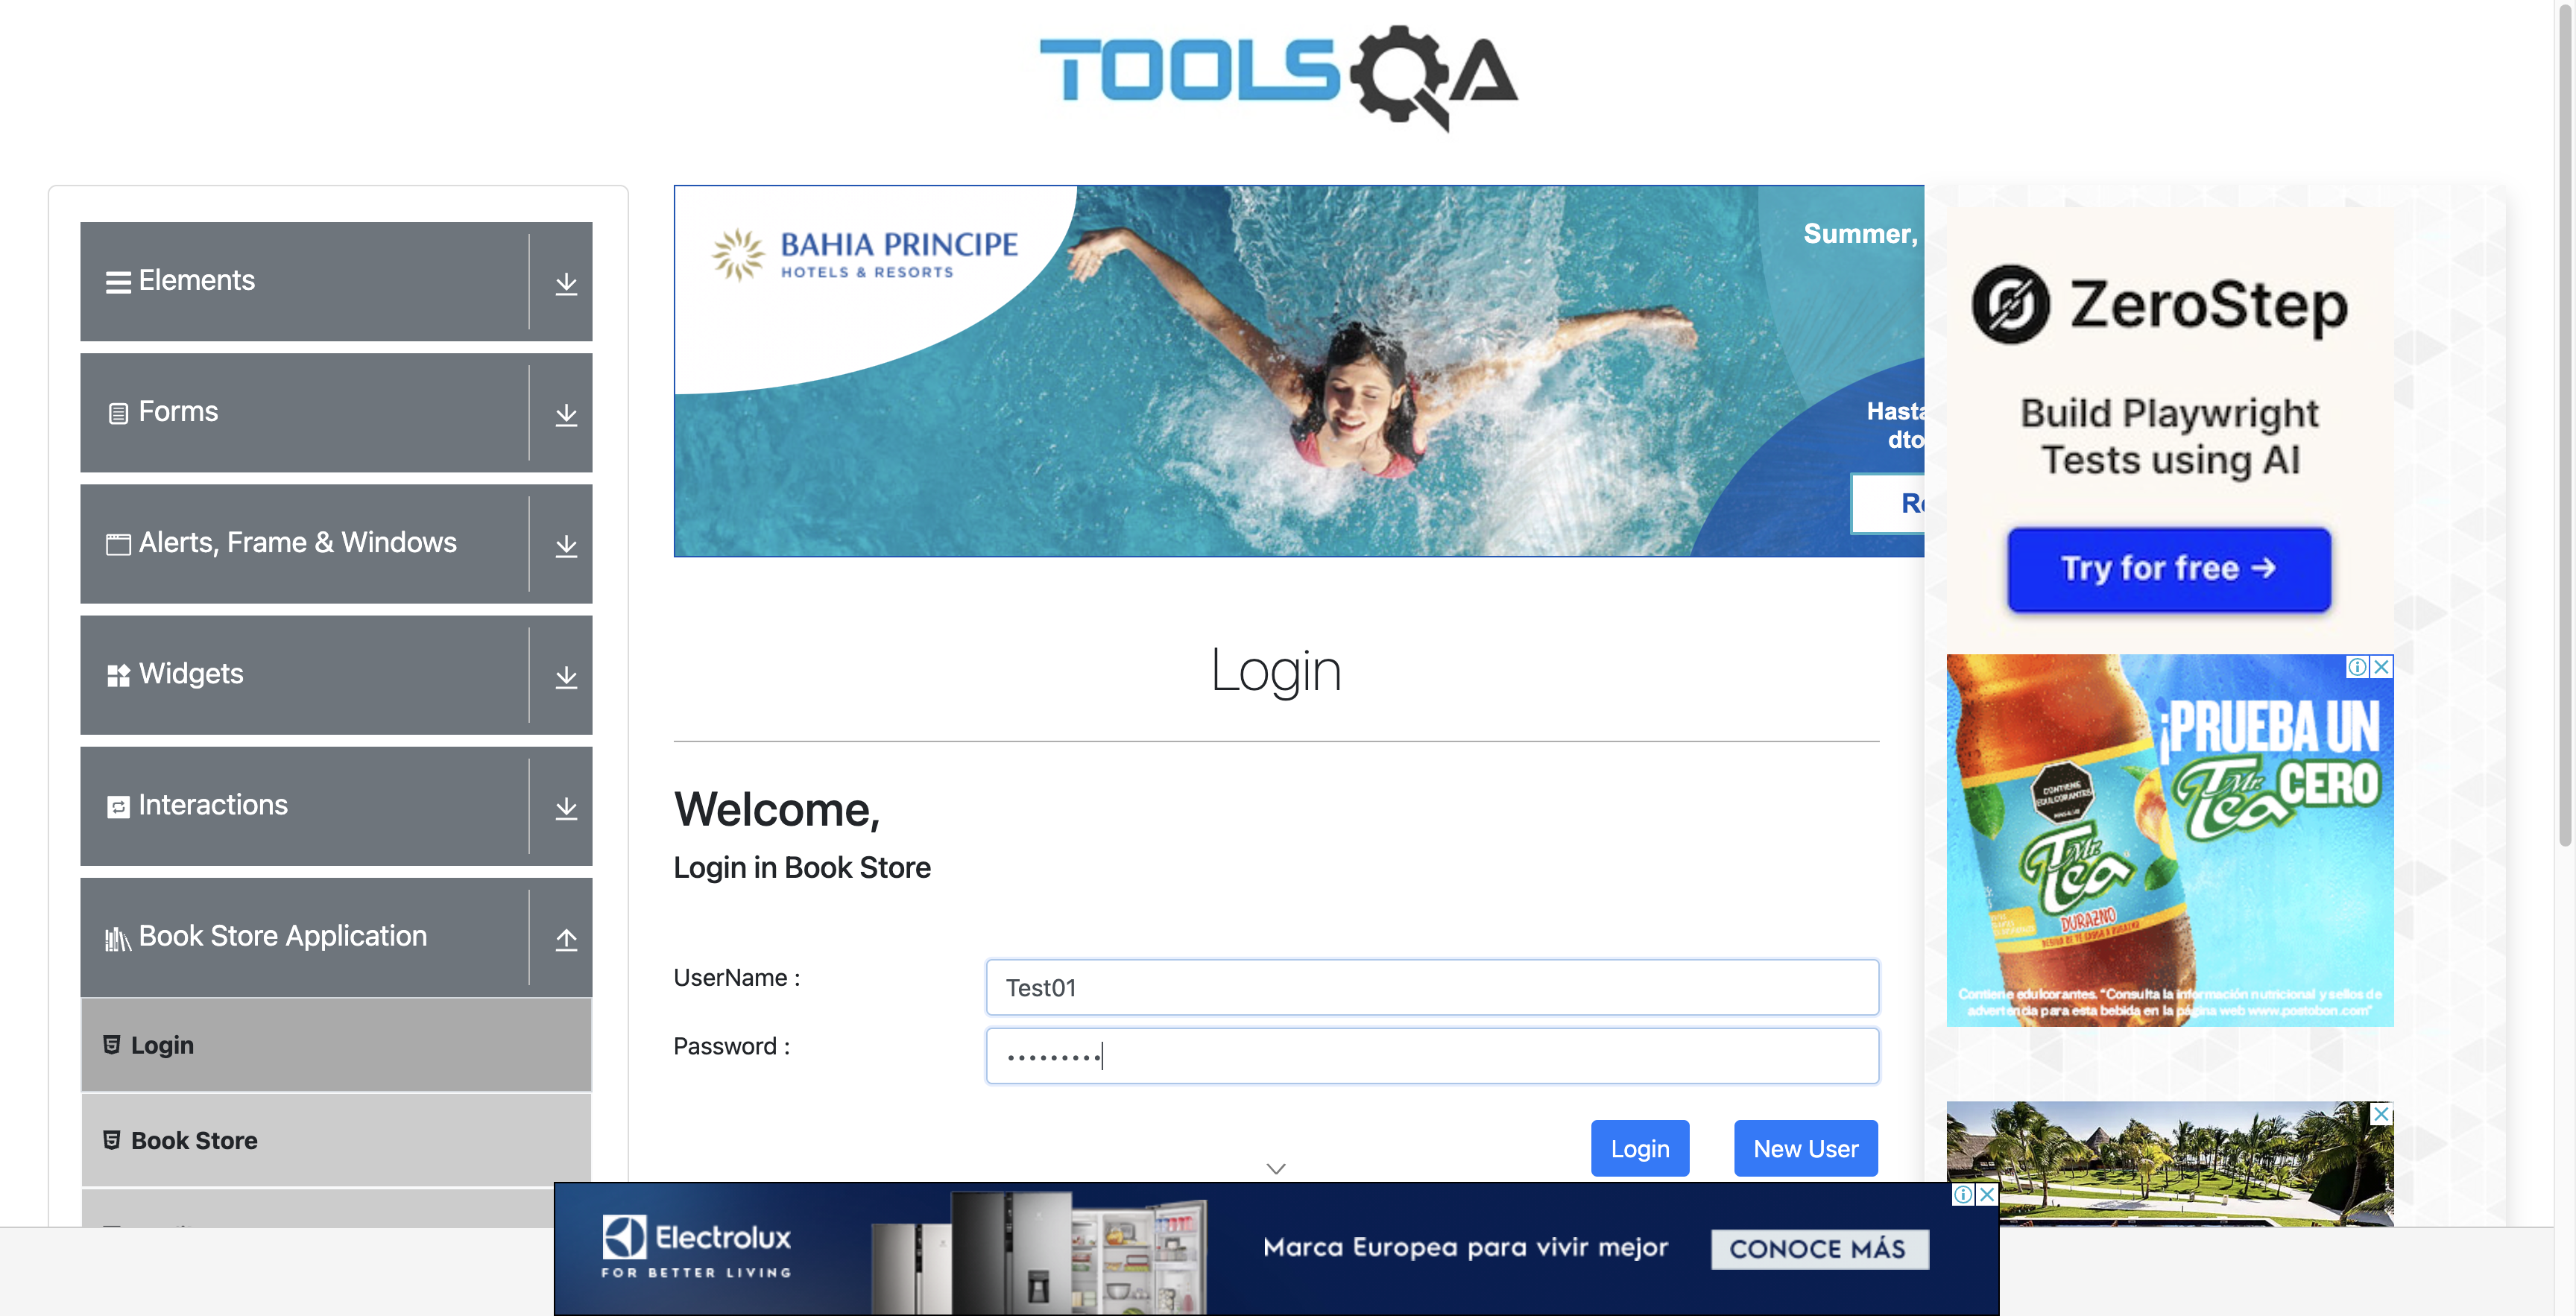 TOOLSQA
Elements
Forms
Alerts, Frame & Windows
Widgets
Interactions
Book Store Application
Login
Book Store
BAHIA PRINCIPE
HOTELS & RESORTS
Summer,
Hasta
dto
Login
Welcome,
Login in Book Store
UserName :
Test01
Password :
•••••••••
Login
New User
ZeroStep
Build Playwright
Tests using AI
Try for free →
¡PRUEBA UN
Mr. Tea CERO
CONTIENE
EDULCORANTES
Mr. Tea
DURAZNO
Contiene edulcorantes. "Consulta la información nutricional y sellos de
advertencia para esta bebida en la página web www.postobon.com"
Electrolux
FOR BETTER LIVING
Marca Europea para vivir mejor
CONOCE MÁS